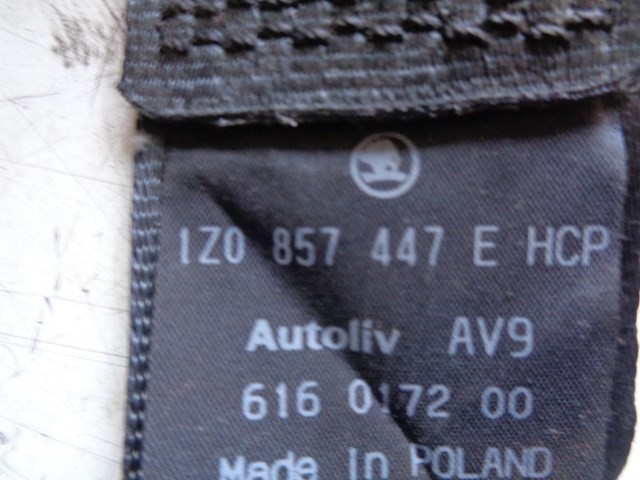 1Z0 857 447 E HCP
Autoliv AV9
616 0172 00
Made in POLAND